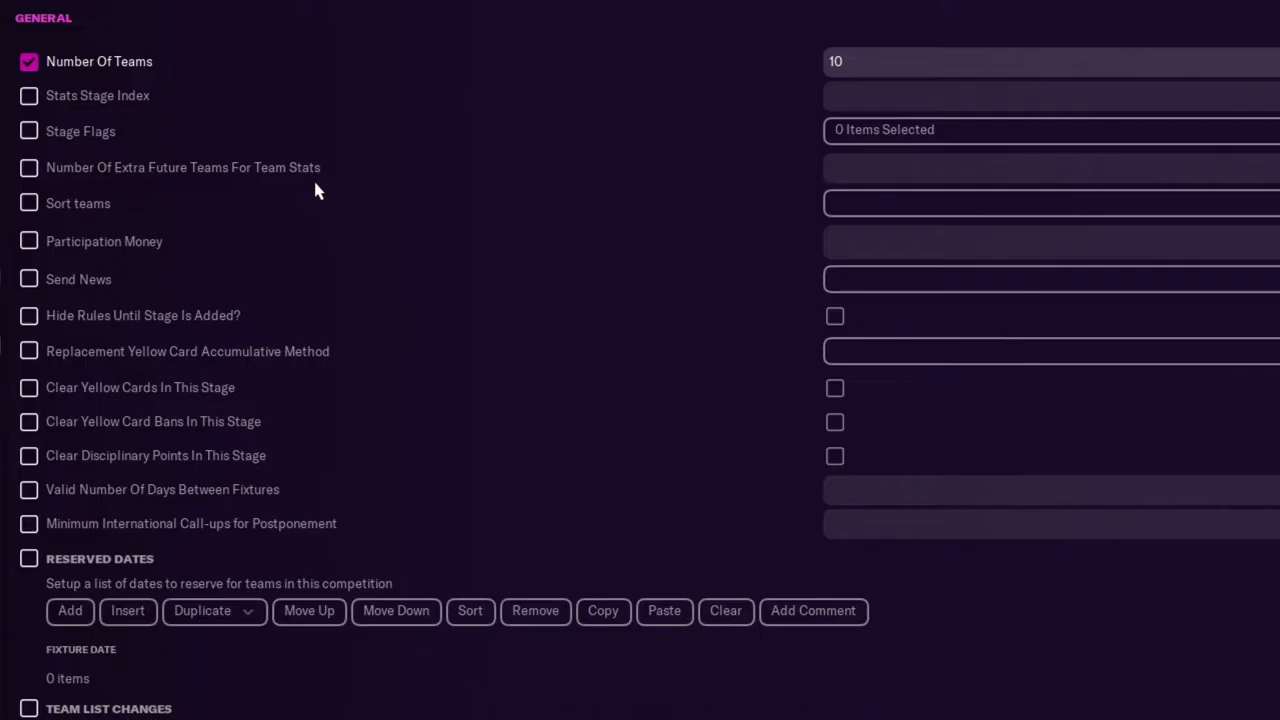 GENERAL
Number Of Teams 10
Stats Stage Index
Stage Flags 0 Items Selected
Number Of Extra Future Teams For Team Stats
Sort teams
Participation Money
Send News
Hide Rules Until Stage Is Added?
Replacement Yellow Card Accumulative Method
Clear Yellow Cards In This Stage
Clear Yellow Card Bans In This Stage
Clear Disciplinary Points In This Stage
Valid Number Of Days Between Fixtures
Minimum International Call-ups for Postponement
RESERVED DATES
Setup a list of dates to reserve for teams in this competition
Add Insert Duplicate Move Up Move Down Sort Remove Copy Paste Clear Add Comment
FIXTURE DATE
0 items
TEAM LIST CHANGES